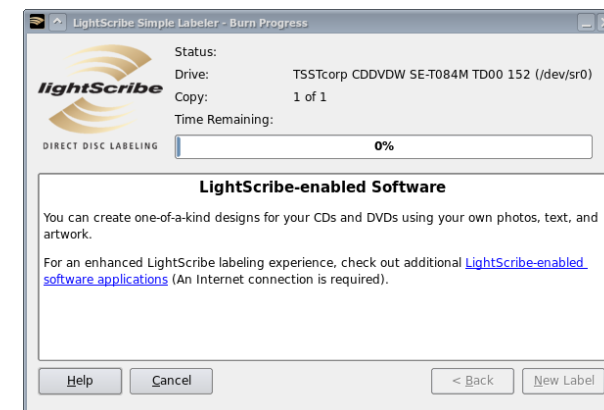 LightScribe Simple Labeler - Burn Progress
lightScribe
DIRECT DISC LABELING
Status:
Drive: TSSTcorp CDDVDW SE-T084M TD00 152 (/dev/sr0)
Copy: 1 of 1
Time Remaining:
0%
LightScribe-enabled Software
You can create one-of-a-kind designs for your CDs and DVDs using your own photos, text, and
artwork.
For an enhanced LightScribe labeling experience, check out additional LightScribe-enabled
software applications (An Internet connection is required).
Help Cancel < Back New Label